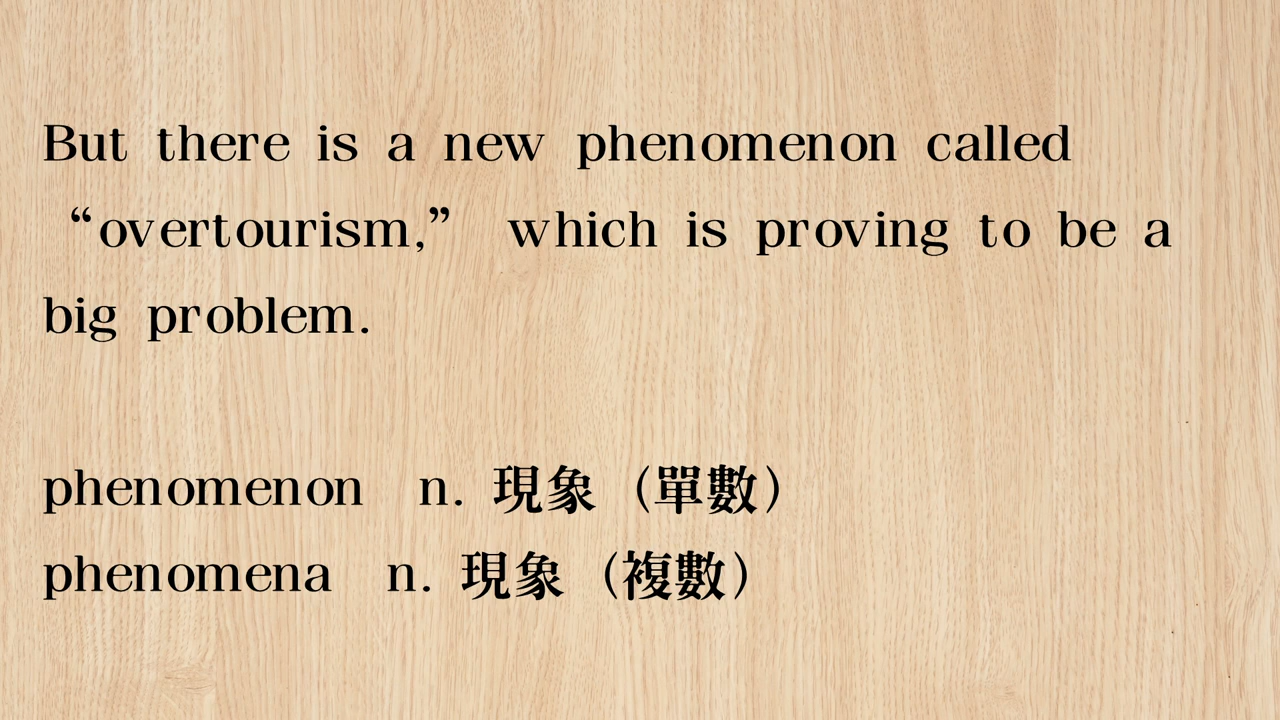 But there is a new phenomenon called
“overtourism,” which is proving to be a
big problem.
phenomenon n. 現象（單數）
phenomena n. 現象（複數）